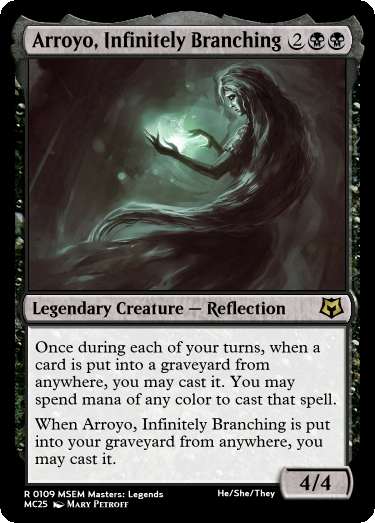 Arroyo, Infinitely Branching 2
Legendary Creature — Reflection
Once during each of your turns, when a
card is put into a graveyard from
anywhere, you may cast it. You may
spend mana of any color to cast that spell.
When Arroyo, Infinitely Branching is put
into your graveyard from anywhere, you
may cast it.
4/4
R 0109 MSEM Masters: Legends He/She/They
MC25 Mary Petroff